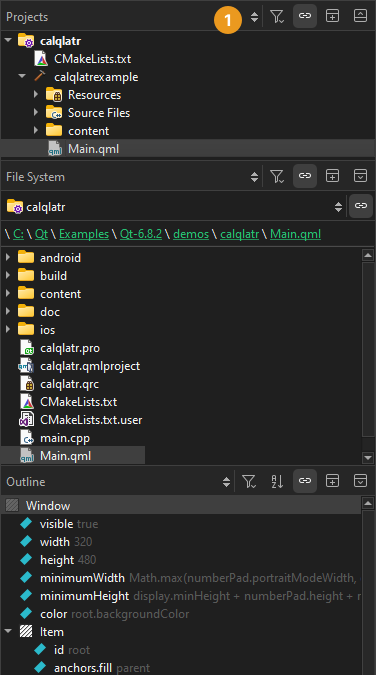 Projects
1
calqlatr
CMakeLists.txt
calqlatrexample
Resources
Source Files
content
Main.qml
File System
calqlatr
\ C: \ Qt \ Examples \ Qt-6.8.2 \ demos \ calqlatr \ Main.qml
android
build
content
doc
ios
calqlatr.pro
calqlatr.qmlproject
calqlatr.qrc
CMakeLists.txt
CMakeLists.txt.user
main.cpp
Main.qml
Outline
Window
visible true
width 320
height 480
minimumWidth Math.max(numberPad.portraitModeWidth,
minimumHeight display.minHeight + numberPad.height + r
color root.backgroundColor
Item
id root
anchors.fill parent